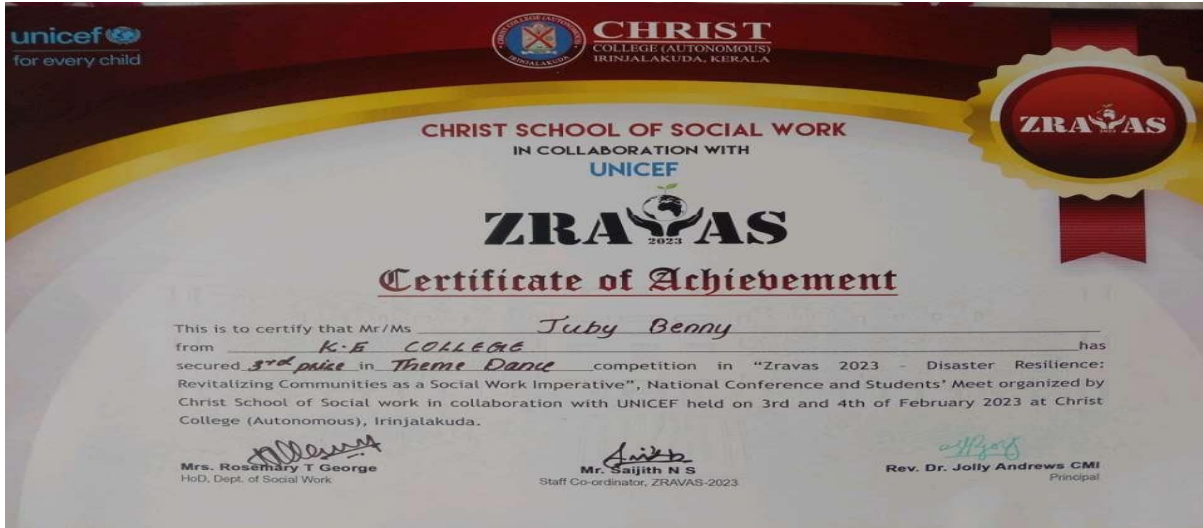 unicef
for every child
CHRIST
COLLEGE (AUTONOMOUS)
IRINJALAKUDA, KERALA
CHRIST COLLEGE (AUTONOMOUS)
IRINJALAKUDA
ZRAVAS
2023
CHRIST SCHOOL OF SOCIAL WORK
IN COLLABORATION WITH
UNICEF
ZRAVAS
2023
Certificate of Achievement
This is to certify that Mr/Ms Juby Benny
from K.E COLLEGE has
secured 3rd prize in Theme Dance competition in "Zravas 2023 - Disaster Resilience:
Revitalizing Communities as a Social Work Imperative", National Conference and Students' Meet organized by
Christ School of Social work in collaboration with UNICEF held on 3rd and 4th of February 2023 at Christ
College (Autonomous), Irinjalakuda.
Mrs. Rosemary T George
HoD, Dept. of Social Work
Mr. Saijith N S
Staff Co-ordinator, ZRAVAS-2023
Rev. Dr. Jolly Andrews CMI
Principal